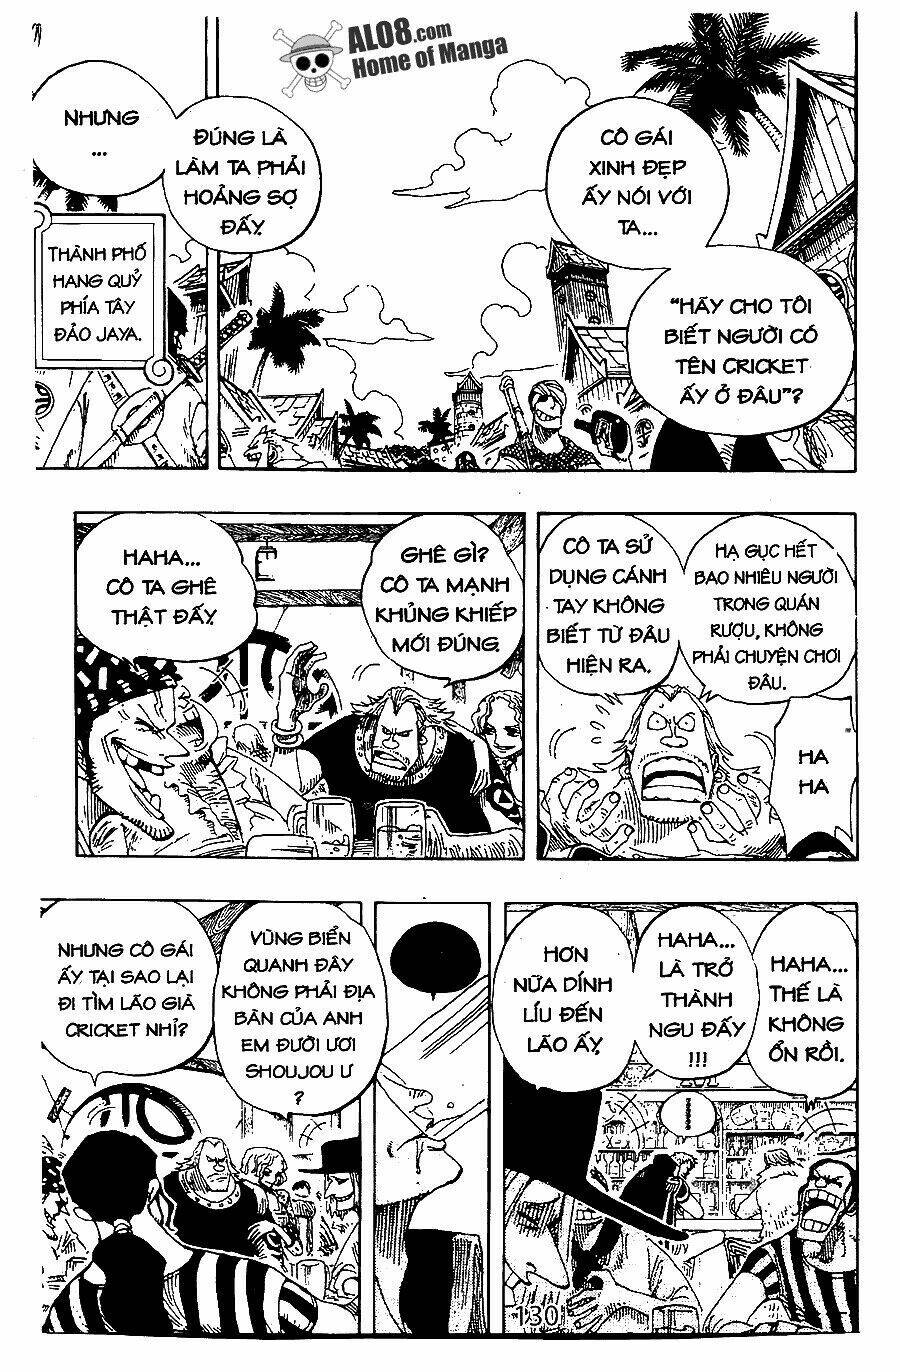 ALO8.com
Home of Manga
CÔ GÁI
XINH ĐẸP
ẤY NÓI VỚI
TA...
"HÃY CHO TÔI
BIẾT NGƯỜI CÓ
TÊN CRICKET
ẤY Ở ĐÂU"?
ĐÚNG LÀ
LÀM TA PHẢI
HOẢNG SỢ
ĐẤY.
NHƯNG
...
THÀNH PHỐ
HANG QUỶ
PHÍA TÂY
ĐẢO JAYA.
HẠ GỤC HẾT
BAO NHIÊU NGƯỜI
TRONG QUÁN
RƯỢU, KHÔNG
PHẢI CHUYỆN CHƠI
ĐÂU.
CÔ TA SỬ
DỤNG CÁNH
TAY KHÔNG
BIẾT TỪ ĐÂU
HIỆN RA.
HA
HA
GHÊ GÌ?
CÔ TA MẠNH
KHỦNG KHIẾP
MỚI ĐÚNG.
HAHA...
CÔ TA GHÊ
THẬT ĐẤY.
HAHA...
THẾ LÀ
KHÔNG
ỔN RỒI.
HAHA...
LÀ TRỞ
THÀNH
NGU ĐẤY
!!!
HƠN
NỮA DÍNH
LÍU ĐẾN
LÃO ẤY.
VÙNG BIỂN
QUANH ĐÂY
KHÔNG PHẢI ĐỊA
BÀN CỦA ANH
EM ĐƯỜI ƯƠI
SHOUJOU Ư
?
NHƯNG CÔ GÁI
ẤY TẠI SAO LẠI
ĐI TÌM LÃO GIÀ
CRICKET NHỈ?
130